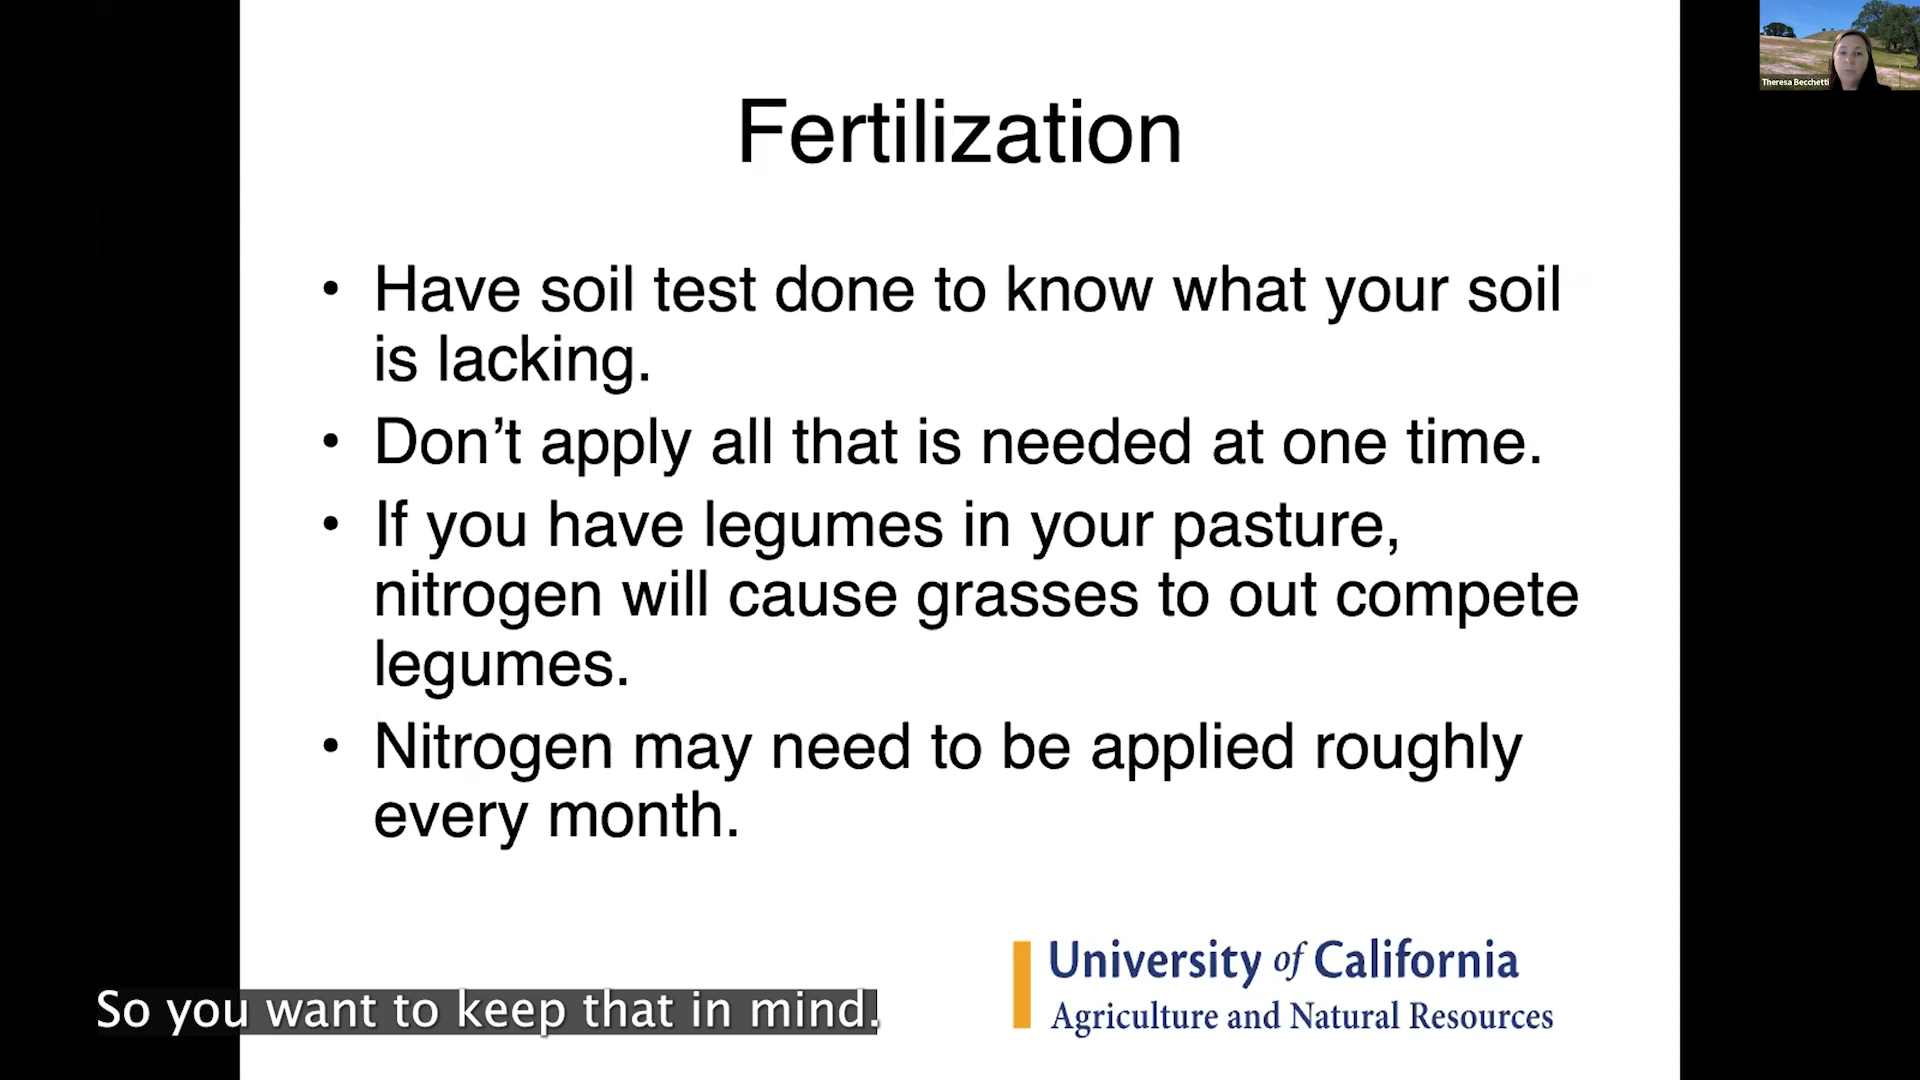 Theresa Becchetti
Fertilization
• Have soil test done to know what your soil
is lacking.
• Don’t apply all that is needed at one time.
• If you have legumes in your pasture,
nitrogen will cause grasses to out compete
legumes.
• Nitrogen may need to be applied roughly
every month.
University of California
Agriculture and Natural Resources
So you want to keep that in mind.